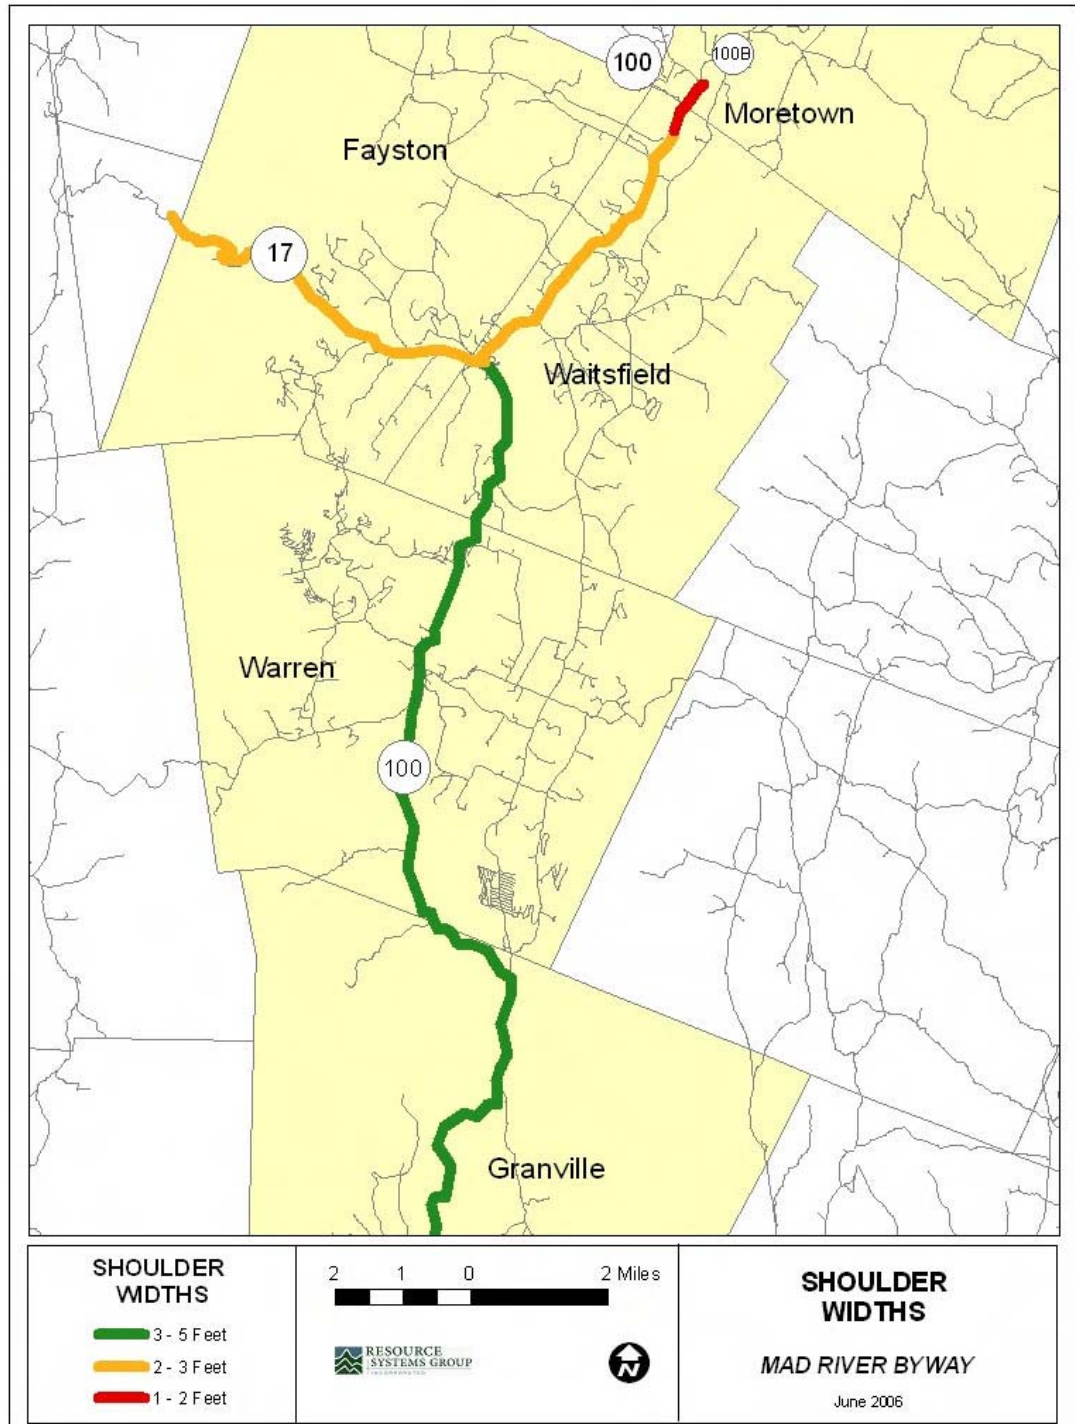 100
100B
Moretown
Fayston
17
Waitsfield
Warren
100
Granville
SHOULDER
WIDTHS
3 - 5 Feet
2 - 3 Feet
1 - 2 Feet
2 1 0 2 Miles
RESOURCE
SYSTEMS GROUP
INCORPORATED
N
SHOULDER
WIDTHS
MAD RIVER BYWAY
June 2006